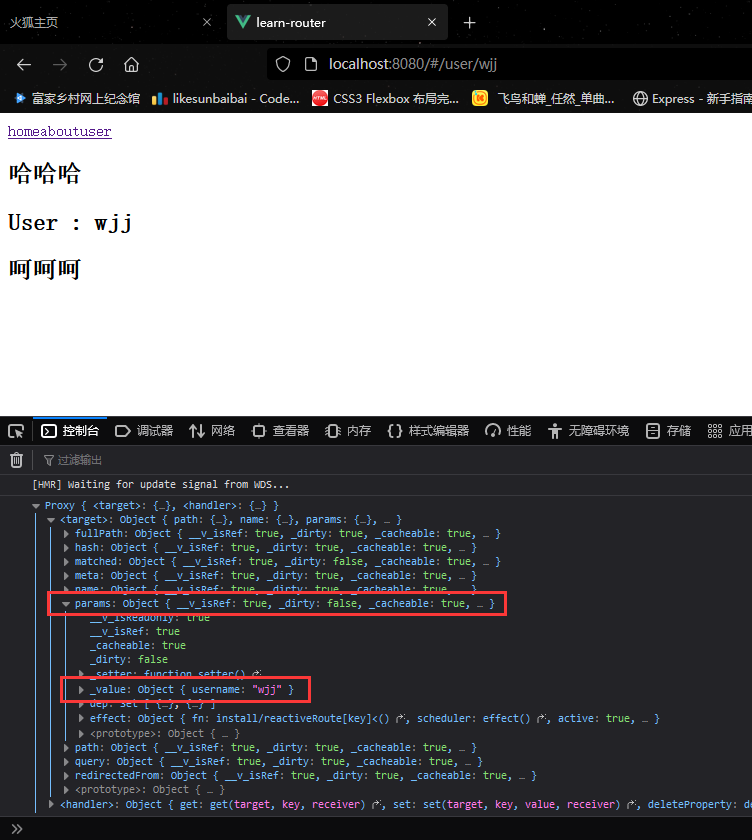 火狐主页
learn-router
localhost:8080/#/user/wjj
富家乡村网上纪念馆 likesunbaibai - Code... CSS3 Flexbox 布局完... 飞鸟和蝉_任然_单曲... Express - 新手指南
homeaboutuser
哈哈哈
User : wjj
呵呵呵
控制台 调试器 网络 查看器 内存 样式编辑器 性能 无障碍环境 存储 应用
过滤输出
[HMR] Waiting for update signal from WDS...
Proxy { <target>: {…}, <handler>: {…} }
<target>: Object { path: {…}, name: {…}, params: {…}, … }
fullPath: Object { __v_isRef: true, _dirty: true, _cacheable: true, … }
hash: Object { __v_isRef: true, _dirty: true, _cacheable: true, … }
matched: Object { __v_isRef: true, _dirty: false, _cacheable: true, … }
meta: Object { __v_isRef: true, _dirty: true, _cacheable: true, … }
name: Object { __v_isRef: true, _dirty: true, _cacheable: true, … }
params: Object { __v_isRef: true, _dirty: false, _cacheable: true, … }
__v_isReadonly: true
__v_isRef: true
_cacheable: true
_dirty: false
_setter: function setter()
_value: Object { username: "wjj" }
dep: Set [ {…}, {…} ]
effect: Object { fn: install/reactiveRoute[key]<(), scheduler: effect(), active: true, … }
<prototype>: Object { … }
path: Object { __v_isRef: true, _dirty: true, _cacheable: true, … }
query: Object { __v_isRef: true, _dirty: true, _cacheable: true, … }
redirectedFrom: Object { __v_isRef: true, _dirty: true, _cacheable: true, … }
<prototype>: Object { … }
<handler>: Object { get: get(target, key, receiver), set: set(target, key, value, receiver), deleteProperty: de